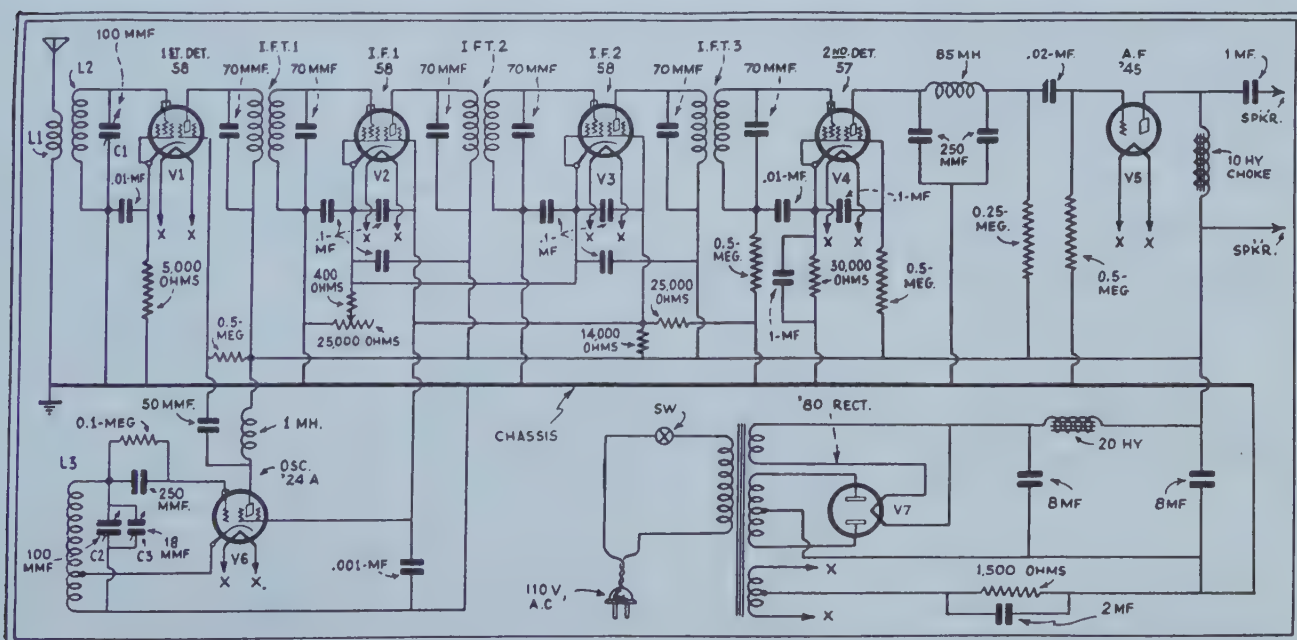 100 MMF
L2
1 ST. DET.
58
I.F.T.1
70 MMF.
70 MMF.
I.F.1
58
I.F.T.2
70 MMF
70 MMF.
I.F.2
58
70 MMF
I.F.T.3
70 MMF.
2 ND. DET.
57
85 MH
.02-MF.
A.F
'45
1 MF.
SPKR.
L1
C1
V1
V2
V3
V4
V5
250
MMF
10 HY
CHOKE
.01-MF.
X
X
X
X
X
X
X
X
X
X
.1-
MF
.1-
MF
.01-MF.
.1-MF
SPKR.
5,000
OHMS
400
OHMS
0.5-
MEG.
30,000
OHMS
0.5-
MEG.
0.25-
MEG.
0.5-
MEG
25,000
OHMS
25,000 OHMS
14,000
OHMS
1-MF
0.5-
MEG
50 MMF.
0.1-MEG
1 MH.
CHASSIS
SW
'80 RECT.
20 HY
L3
OSC.
'24 A
250
MMF.
8 MF
8 MF
V7
100
MMF
C2
C3
18
MMF
V6
X
X.
.001-MF.
110 V,
A.C
X
1,500 OHMS
X
2 MF